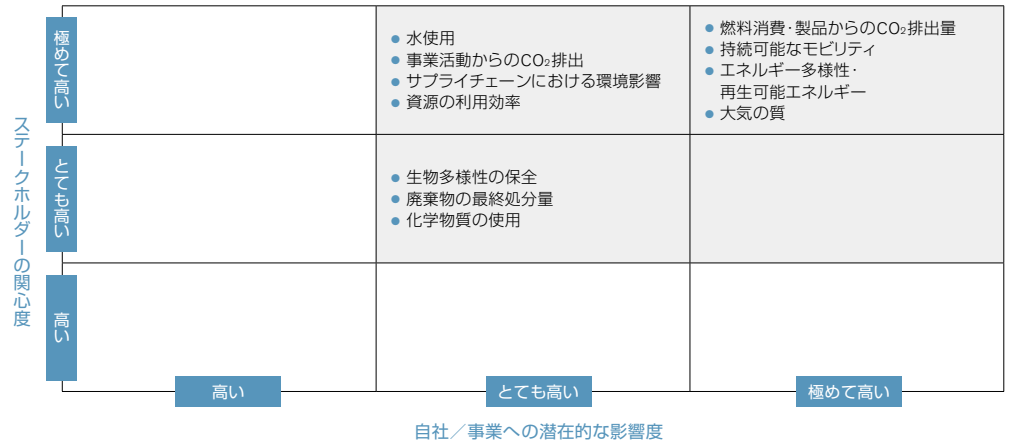 ステークホルダーの関心度
極めて高い
● 水使用
● 事業活動からのCO₂排出
● サプライチェーンにおける環境影響
● 資源の利用効率
● 燃料消費・製品からのCO₂排出量
● 持続可能なモビリティ
● エネルギー多様性・
再生可能エネルギー
● 大気の質
とても高い
● 生物多様性の保全
● 廃棄物の最終処分量
● 化学物質の使用
高い
高い
とても高い
極めて高い
自社／事業への潜在的な影響度